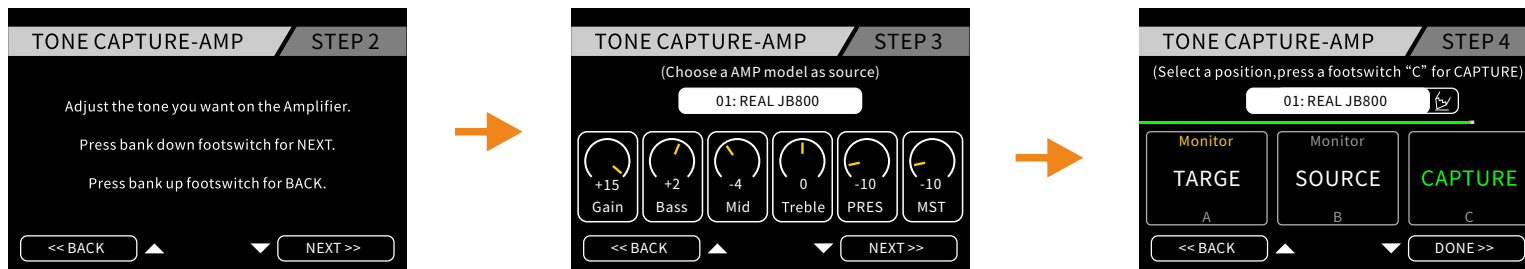 TONE CAPTURE-AMP STEP 2
Adjust the tone you want on the Amplifier.
Press bank down footswitch for NEXT.
Press bank up footswitch for BACK.
<< BACK NEXT >>
TONE CAPTURE-AMP STEP 3
(Choose a AMP model as source)
01: REAL JB800
+15 +2 -4 0 -10 -10
Gain Bass Mid Treble PRES MST
<< BACK NEXT >>
TONE CAPTURE-AMP STEP 4
(Select a position,press a footswitch “C” for CAPTURE)
01: REAL JB800
Monitor Monitor
TARGE SOURCE CAPTURE
A B C
<< BACK DONE >>